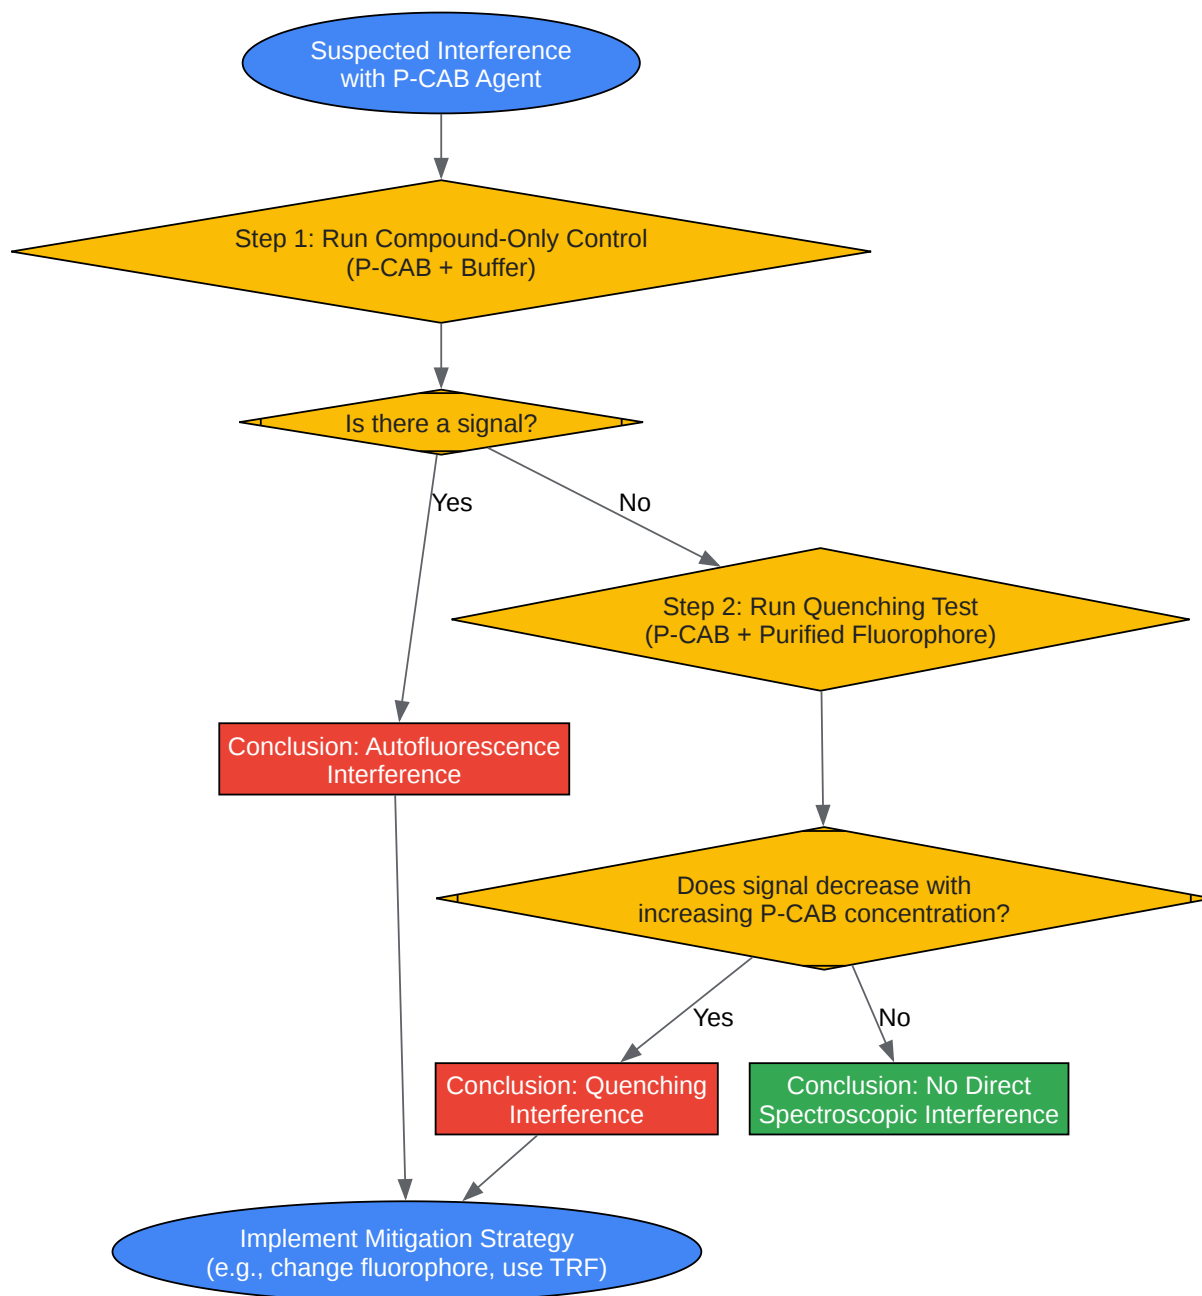 Suspected Interference
with P-CAB Agent
Step 1: Run Compound-Only Control
(P-CAB + Buffer)
Is there a signal?
Yes
No
Step 2: Run Quenching Test
(P-CAB + Purified Fluorophore)
Conclusion: Autofluorescence
Interference
Does signal decrease with
increasing P-CAB concentration?
Yes
No
Conclusion: Quenching
Interference
Conclusion: No Direct
Spectroscopic Interference
Implement Mitigation Strategy
(e.g., change fluorophore, use TRF)